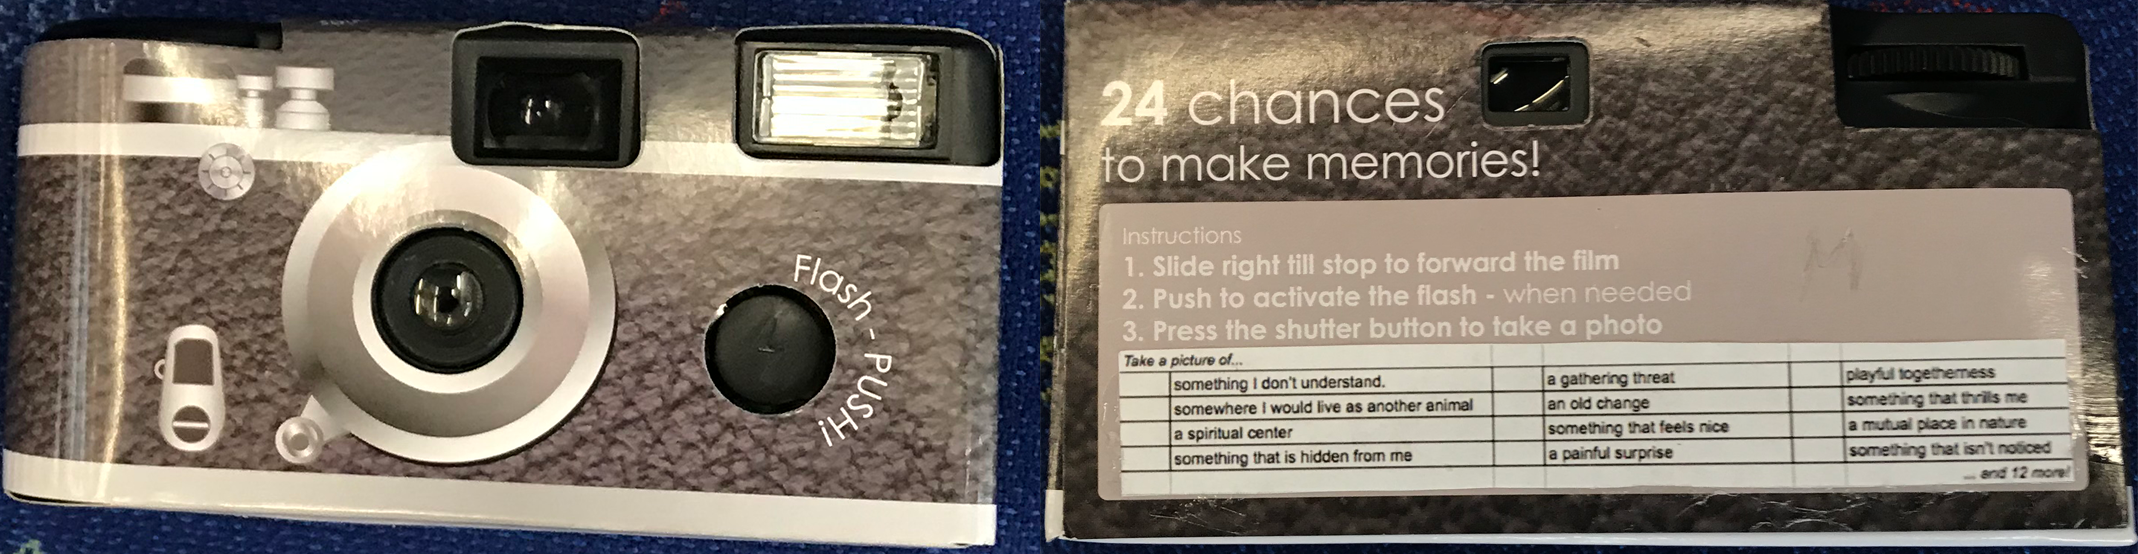 Flash - PUSH!
24 chances
to make memories!
Instructions
1. Slide right till stop to forward the film
2. Push to activate the flash - when needed
3. Press the shutter button to take a photo
Take a picture of...
something I don't understand. a gathering threat playful togetherness
somewhere I would live as another animal an old change something that thrills me
a spiritual center something that feels nice a mutual place in nature
something that is hidden from me a painful surprise something that isn't noticed
... and 12 more!